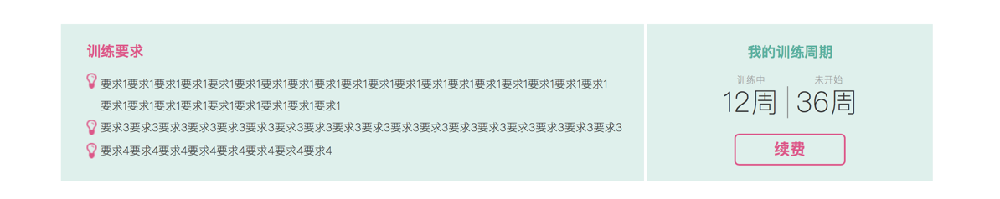 训练要求
要求1要求1要求1要求1要求1要求1要求1要求1要求1要求1要求1要求1要求1要求1要求1要求1要求1要求1要求1
要求1要求1要求1要求1要求1要求1要求1要求1要求1
要求3要求3要求3要求3要求3要求3要求3要求3要求3要求3要求3要求3要求3要求3要求3要求3要求3要求3
要求4要求4要求4要求4要求4要求4要求4要求4
我的训练周期
训练中 未开始
12周 36周
续费